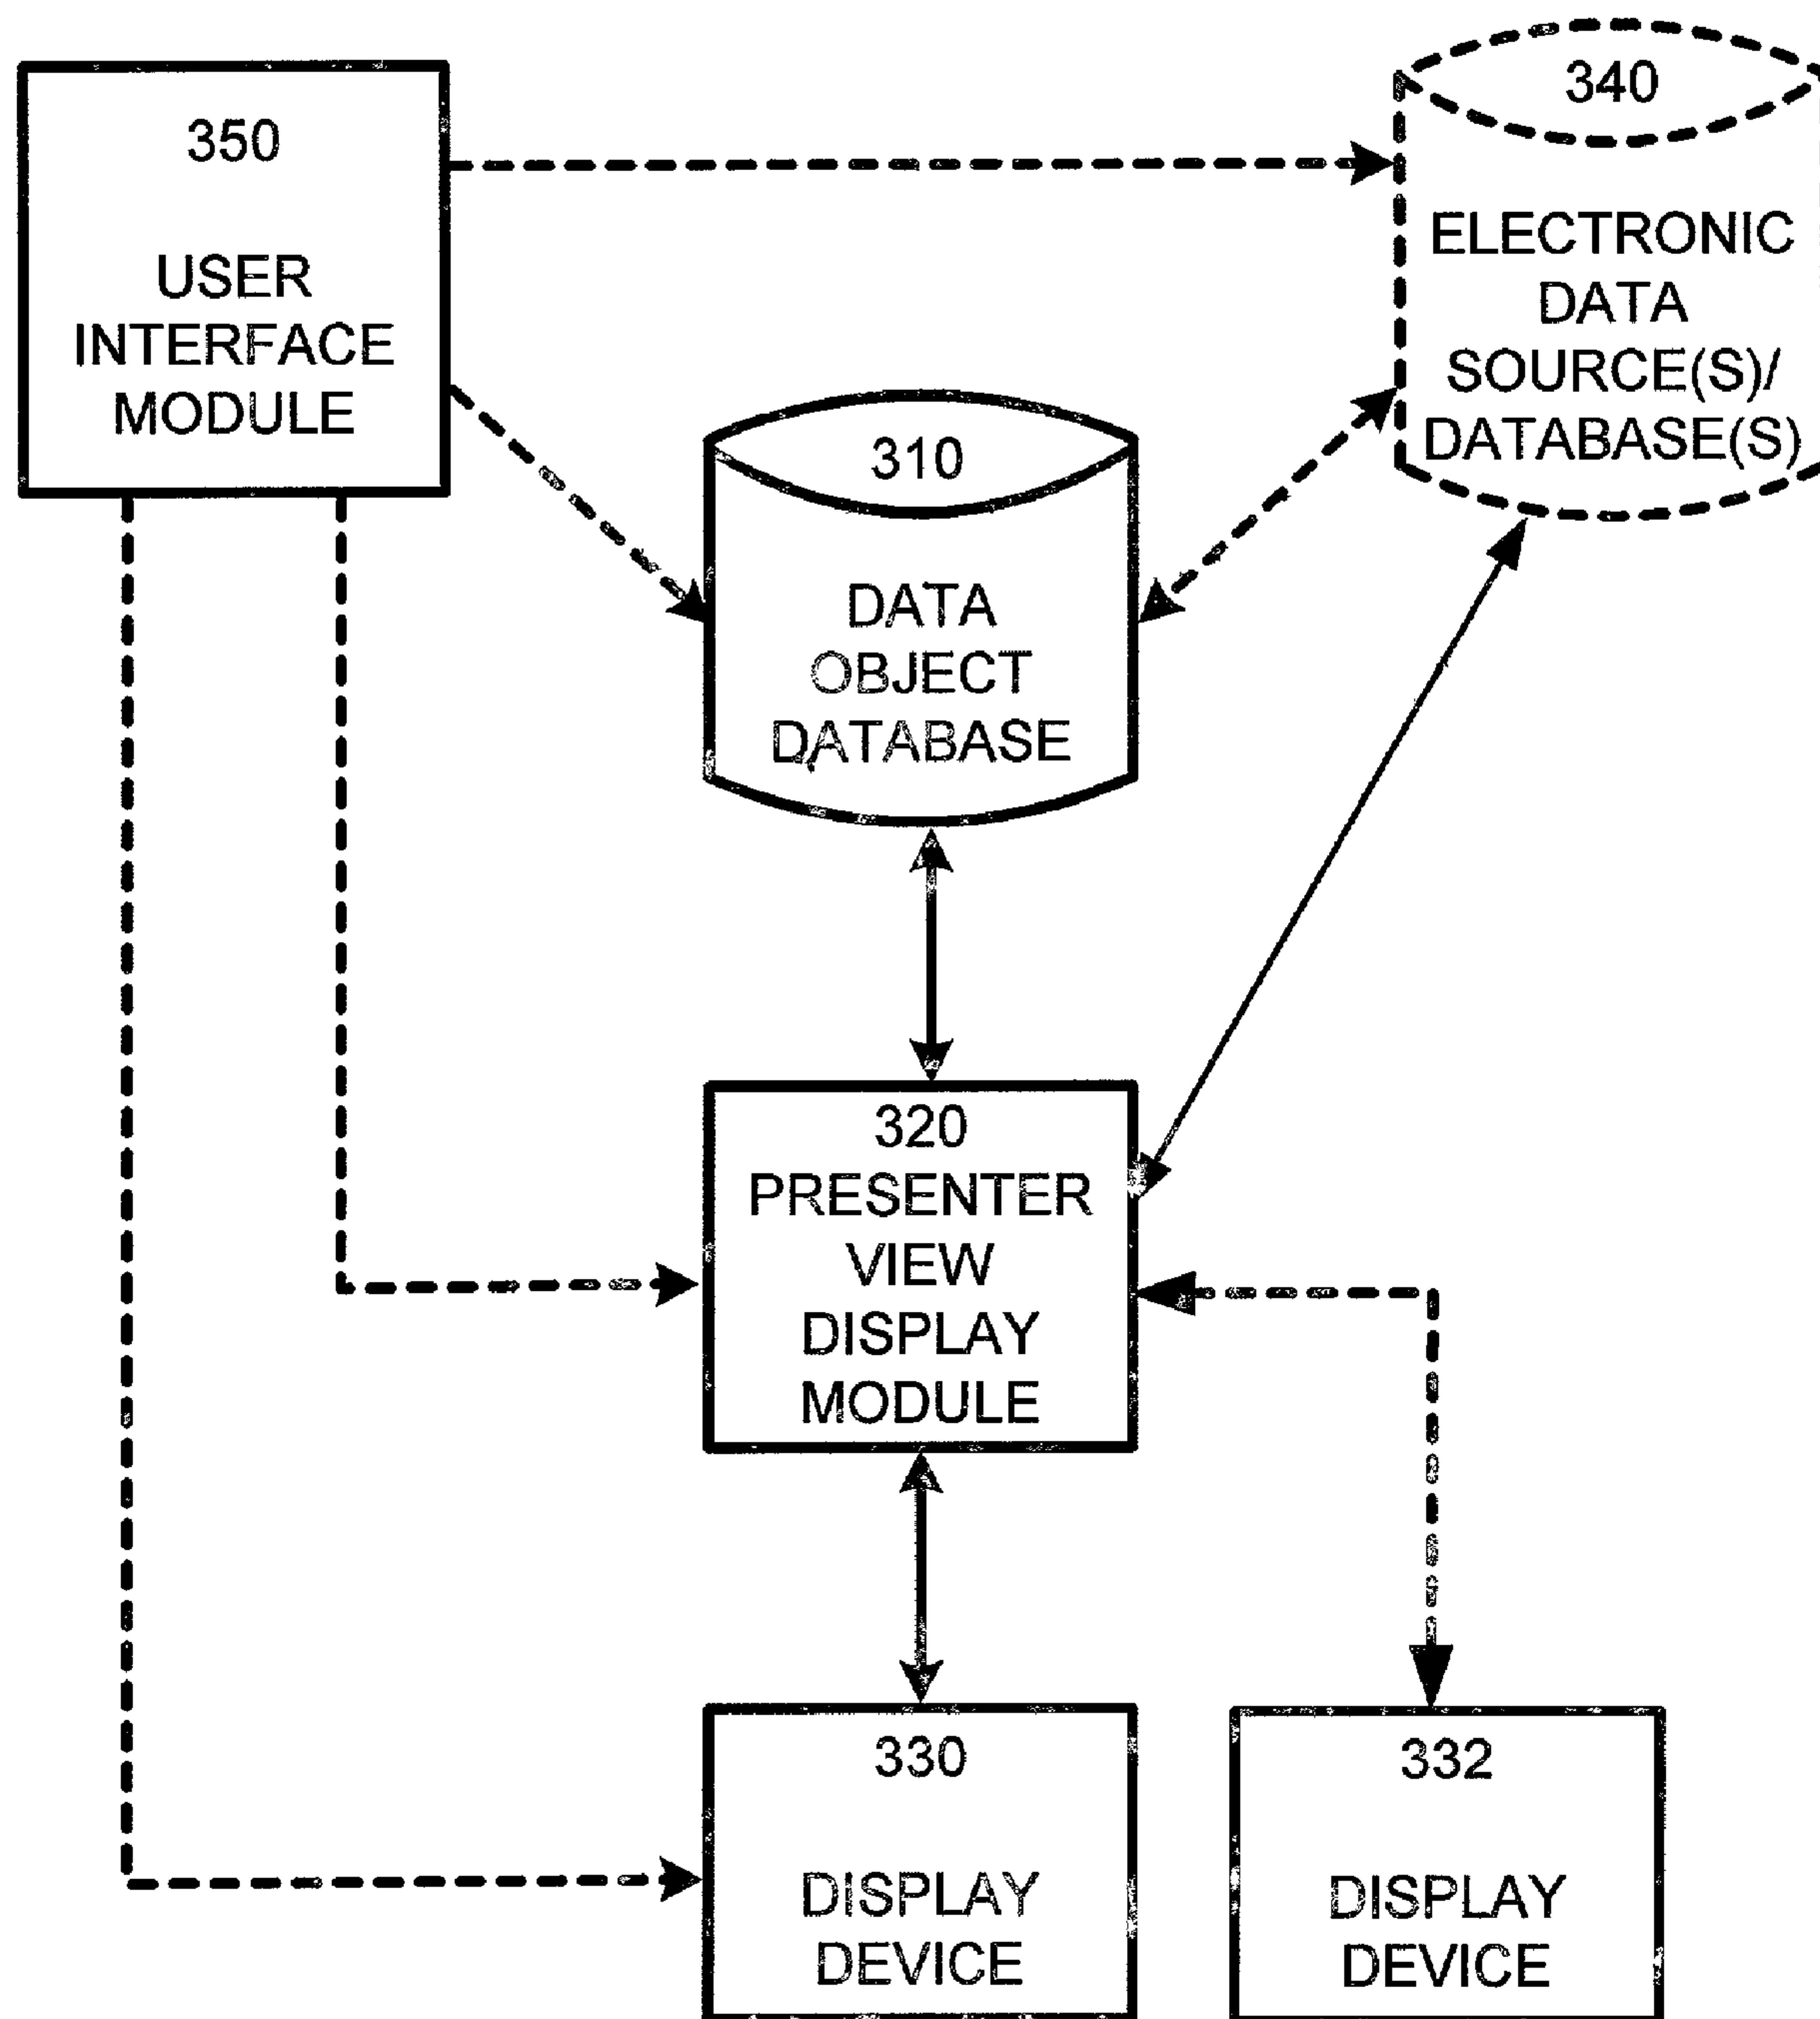 350
USER
INTERFACE
MODULE
340
ELECTRONIC
DATA
SOURCE(S)/
DATABASE(S)
310
DATA
OBJECT
DATABASE
320
PRESENTER
VIEW
DISPLAY
MODULE
330
DISPLAY
DEVICE
332
DISPLAY
DEVICE